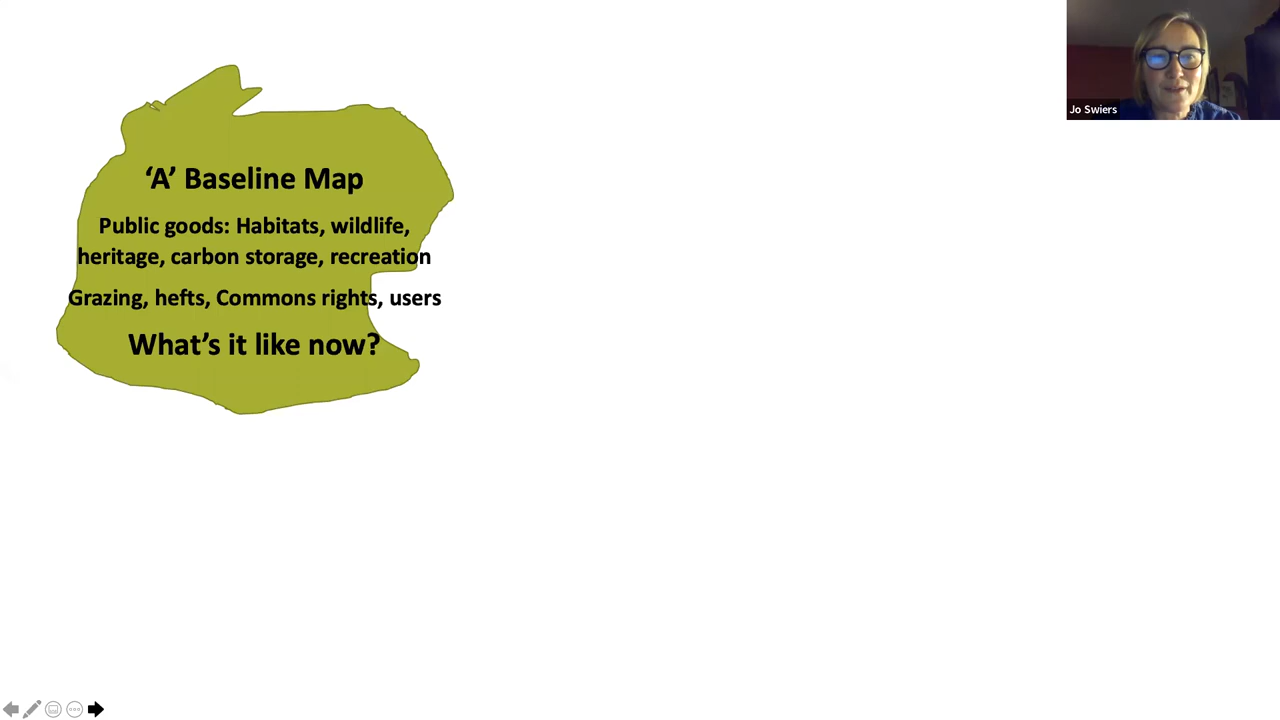 Jo Swiers
‘A’ Baseline Map
Public goods: Habitats, wildlife,
heritage, carbon storage, recreation
Grazing, hefts, Commons rights, users
What’s it like now?